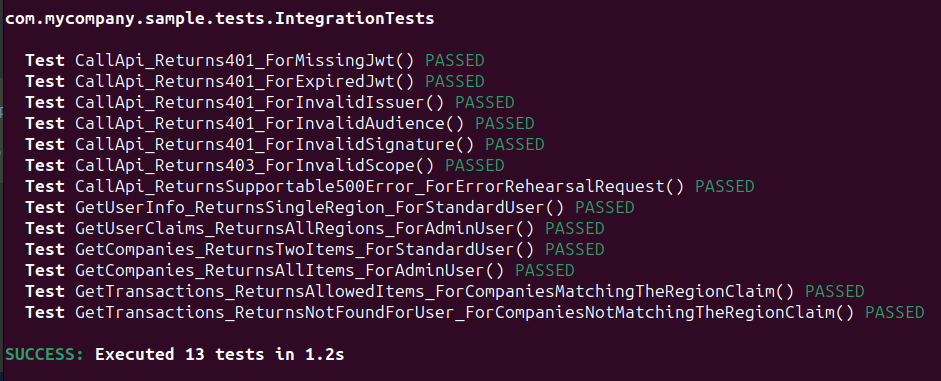 com.mycompany.sample.tests.IntegrationTests
Test CallApi_Returns401_ForMissingJwt() PASSED
Test CallApi_Returns401_ForExpiredJwt() PASSED
Test CallApi_Returns401_ForInvalidIssuer() PASSED
Test CallApi_Returns401_ForInvalidAudience() PASSED
Test CallApi_Returns401_ForInvalidSignature() PASSED
Test CallApi_Returns403_ForInvalidScope() PASSED
Test CallApi_ReturnsSupportable500Error_ForErrorRehearsalRequest() PASSED
Test GetUserInfo_ReturnsSingleRegion_ForStandardUser() PASSED
Test GetUserClaims_ReturnsAllRegions_ForAdminUser() PASSED
Test GetCompanies_ReturnsTwoItems_ForStandardUser() PASSED
Test GetCompanies_ReturnsAllItems_ForAdminUser() PASSED
Test GetTransactions_ReturnsAllowedItems_ForCompaniesMatchingTheRegionClaim() PASSED
Test GetTransactions_ReturnsNotFoundForUser_ForCompaniesNotMatchingTheRegionClaim() PASSED
SUCCESS: Executed 13 tests in 1.2s